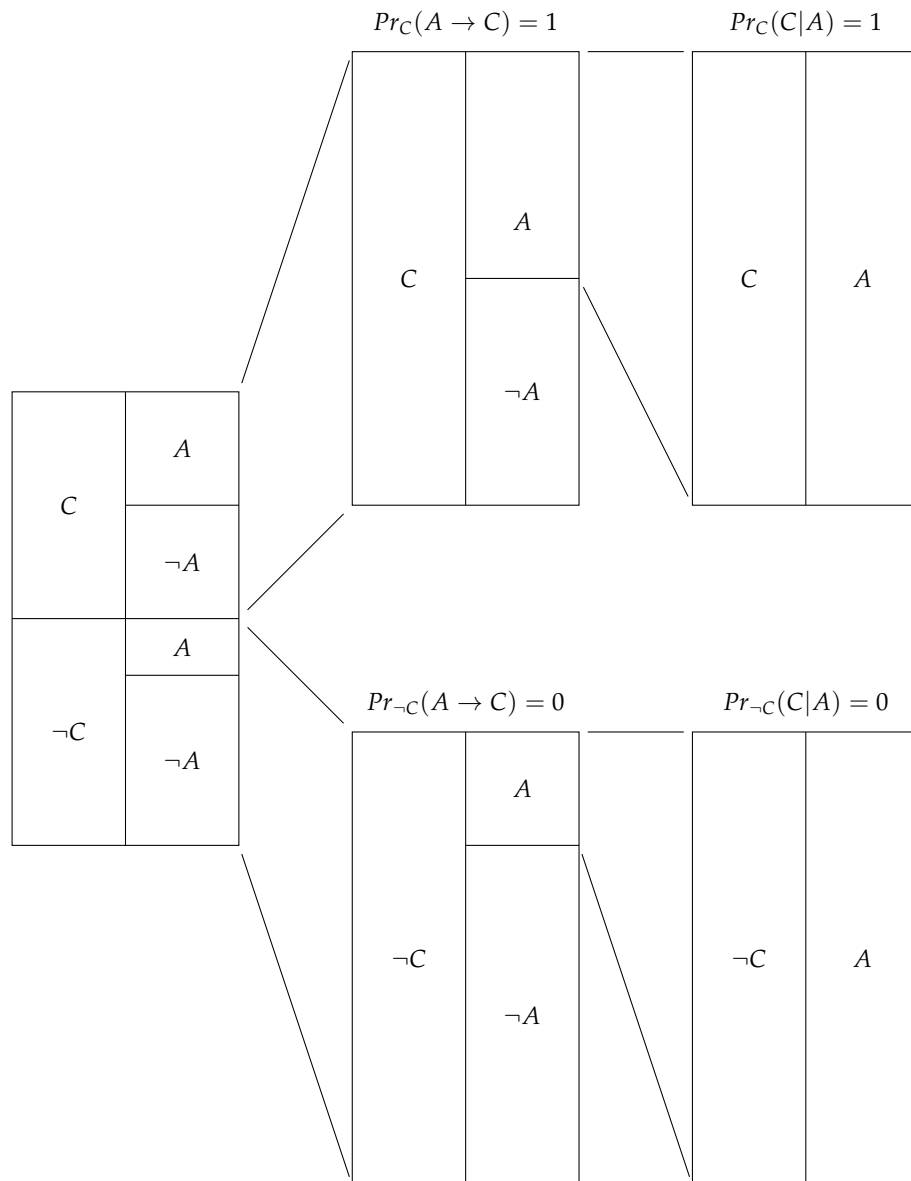 Pr_C(A → C) = 1
Pr_C(C|A) = 1
C
A
¬A
C
A
C
A
¬A
¬C
A
¬A
Pr_¬C(A → C) = 0
Pr_¬C(C|A) = 0
¬C
A
¬A
¬C
A